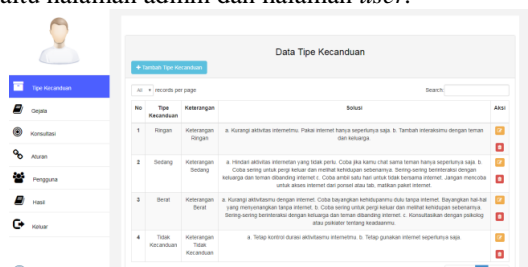 itu halaman admin dan halaman user.
Data Tipe Kecanduan
+ Tambah Tipe Kecanduan
Tipe Kecanduan
Gejala
Konsultasi
Aturan
Pengguna
Hasil
Keluar
All records per page
Search:
No Tipe Kecanduan Keterangan Solusi Aksi
1 Ringan Keterangan Ringan
a. Kurangi aktivitas internetmu. Pakai internet hanya seperlunya saja. b. Tambah interaksimu dengan teman
dan keluarga.
2 Sedang Keterangan Sedang
a. Hindari aktivitas internetan yang tidak perlu. Coba jika kamu chat sama teman hanya seperlunya saja. b.
Coba sering untuk pergi keluar dan melihat kehidupan sebenarnya. Sering-sering berinteraksi dengan
keluarga dan teman dibanding internet c. Coba ambil satu hari untuk tidak bersama internet. Jangan mencoba
untuk akses internet dari ponsel atau tab, matikan paket internet.
3 Berat Keterangan Berat
a. Kurangi aktivitasmu dengan internet. Coba bayangkan kehidupanmu dulu tanpa internet. Bayangkan hal-hal
yang menyenangkan tanpa internet. b. Coba sering untuk pergi keluar dan melihat kehidupan sebenarnya.
Sering-sering berinteraksi dengan keluarga dan teman dibanding internet. c. Konsultasikan dengan psikolog
atau psikiater tentang keadaanmu.
4 Tidak Kecanduan Keterangan Tidak Kecanduan
a. Tetap kontrol durasi aktivitasmu internetmu. b. Tetap gunakan internet seperlunya saja.